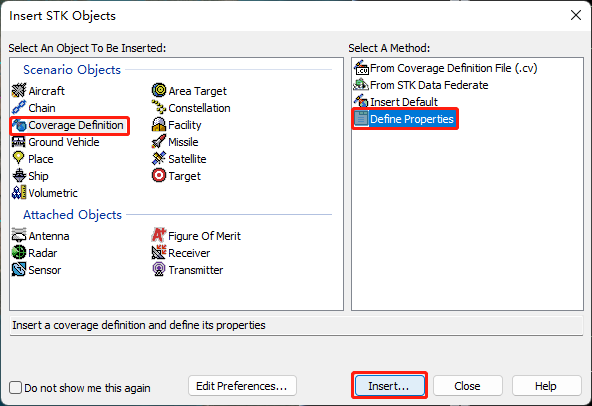 Insert STK Objects
Select An Object To Be Inserted:
Scenario Objects
Aircraft
Area Target
Chain
Constellation
Coverage Definition
Facility
Ground Vehicle
Missile
Place
Satellite
Ship
Target
Volumetric
Attached Objects
Antenna
Figure Of Merit
Radar
Receiver
Sensor
Transmitter
Select A Method:
.CV
From Coverage Definition File (.cv)
From STK Data Federate
Insert Default
Define Properties
Insert a coverage definition and define its properties
Do not show me this again
Edit Preferences...
Insert...
Close
Help